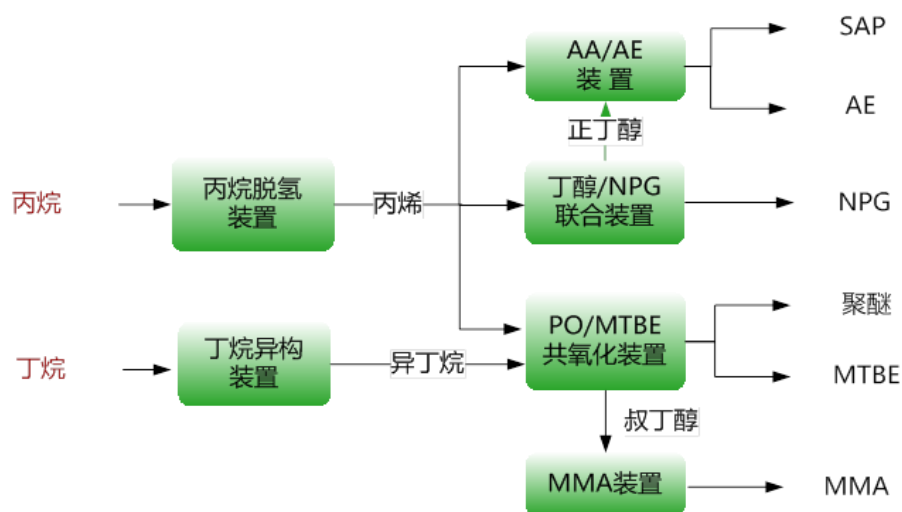 SAP
AA/AE
装 置
AE
正丁醇
丙烷
丙烷脱氢
装置
丙烯
丁醇/NPG
联合装置
NPG
聚醚
丁烷
丁烷异构
装置
异丁烷
PO/MTBE
共氧化装置
MTBE
叔丁醇
MMA装置
MMA